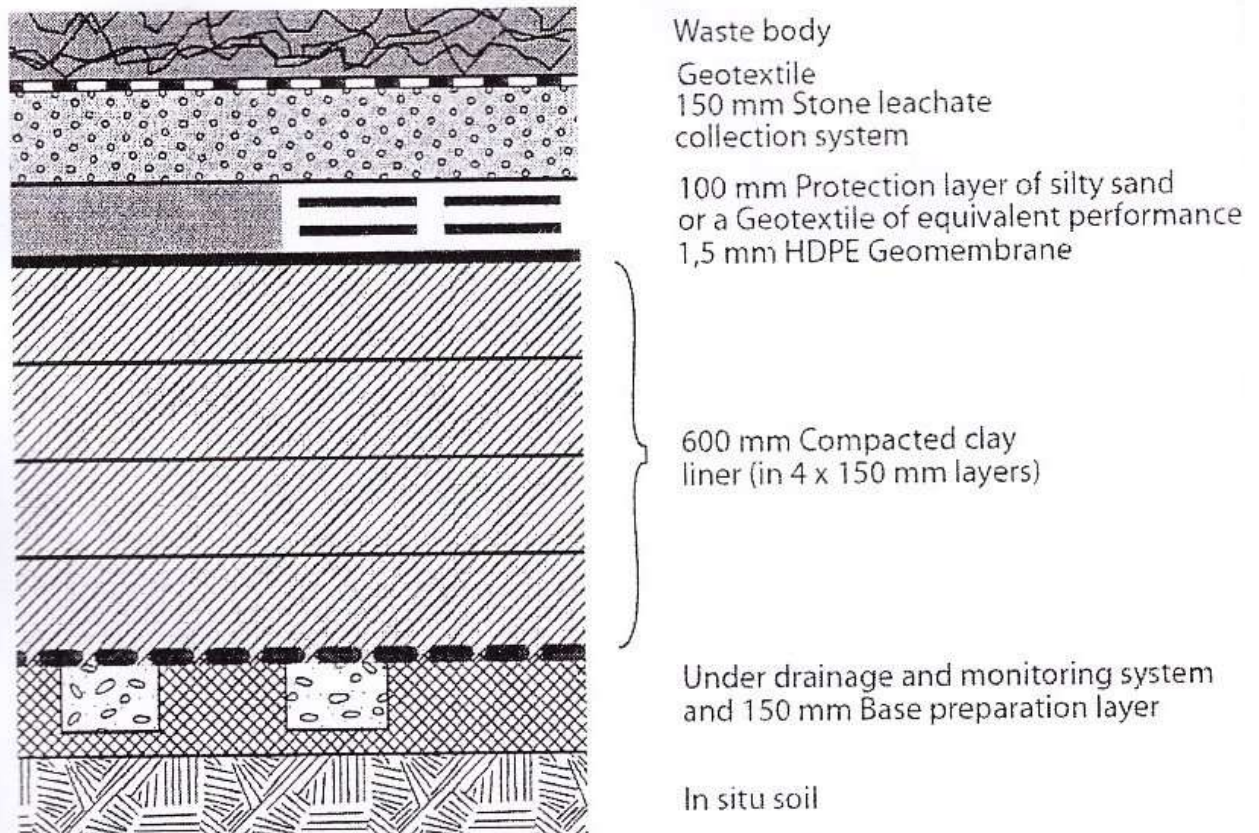 Waste body
Geotextile
150 mm Stone leachate
collection system
100 mm Protection layer of silty sand
or a Geotextile of equivalent performance
1,5 mm HDPE Geomembrane
600 mm Compacted clay
liner (in 4 x 150 mm layers)
Under drainage and monitoring system
and 150 mm Base preparation layer
In situ soil